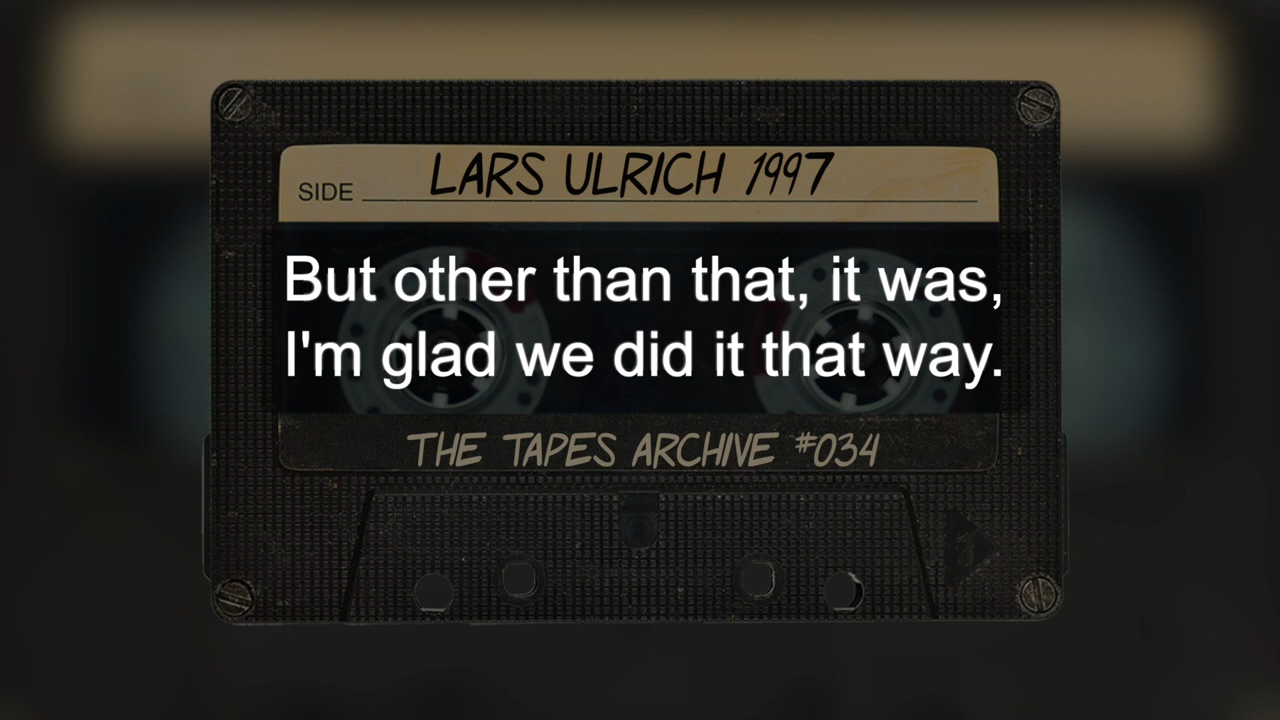 LARS ULRICH 1997
SIDE
But other than that, it was,
I'm glad we did it that way.
THE TAPES ARCHIVE #034